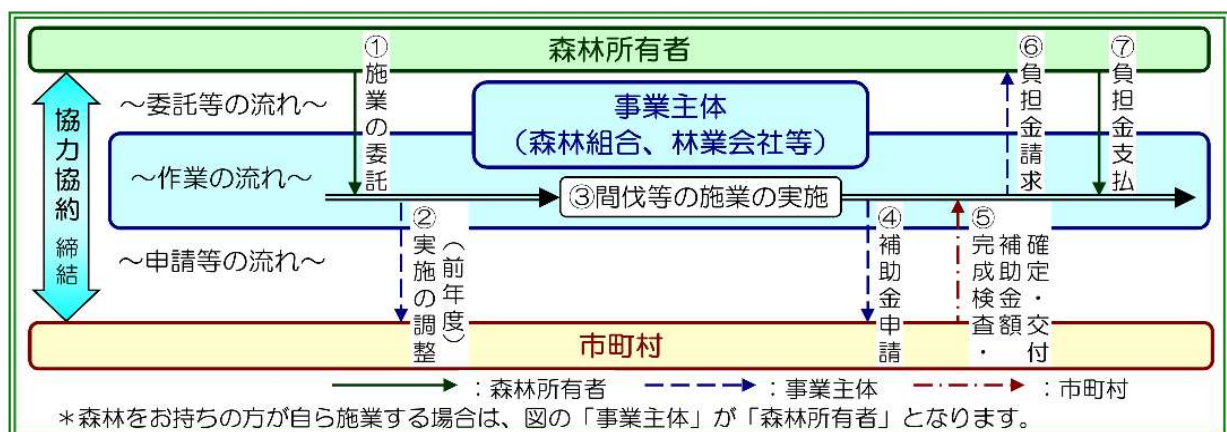 森林所有者
①施業の委託
⑥負担金請求
⑦負担金支払
～委託等の流れ～
事業主体
（森林組合、林業会社等）
協力協約 締結
～作業の流れ～
③間伐等の施業の実施
②実施の調整
（前年度）
④補助金申請
⑤完成検査・
補助金額
確定・交付
～申請等の流れ～
市町村
：森林所有者
：事業主体
：市町村
＊森林をお持ちの方が自ら施業する場合は、図の「事業主体」が「森林所有者」となります。